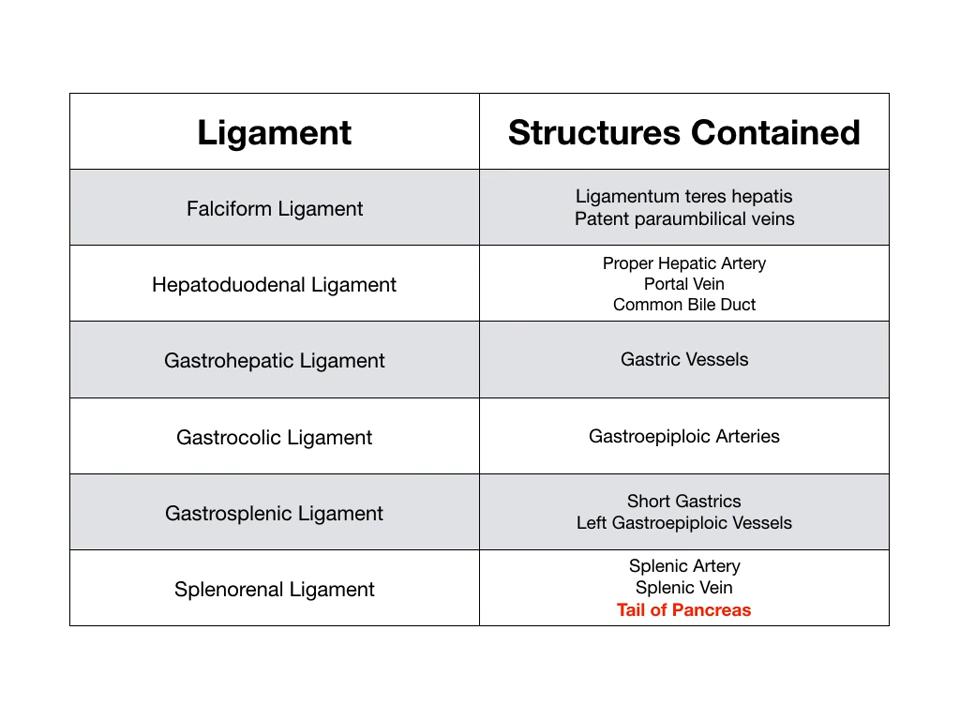 Ligament
Structures Contained
Falciform Ligament
Ligamentum teres hepatis
Patent paraumbilical veins
Hepatoduodenal Ligament
Proper Hepatic Artery
Portal Vein
Common Bile Duct
Gastrohepatic Ligament
Gastric Vessels
Gastrocolic Ligament
Gastroepiploic Arteries
Gastrosplenic Ligament
Short Gastrics
Left Gastroepiploic Vessels
Splenorenal Ligament
Splenic Artery
Splenic Vein
Tail of Pancreas